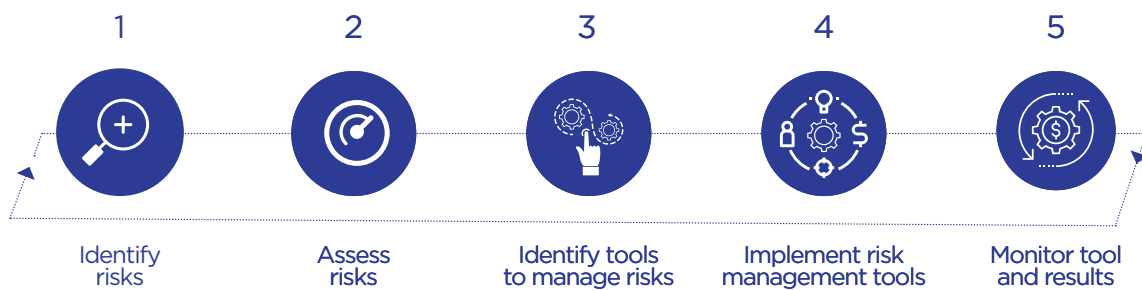 1
2
3
4
5
$
$
Identify
risks
Assess
risks
Identify tools
to manage risks
Implement risk
management tools
Monitor tool
and results